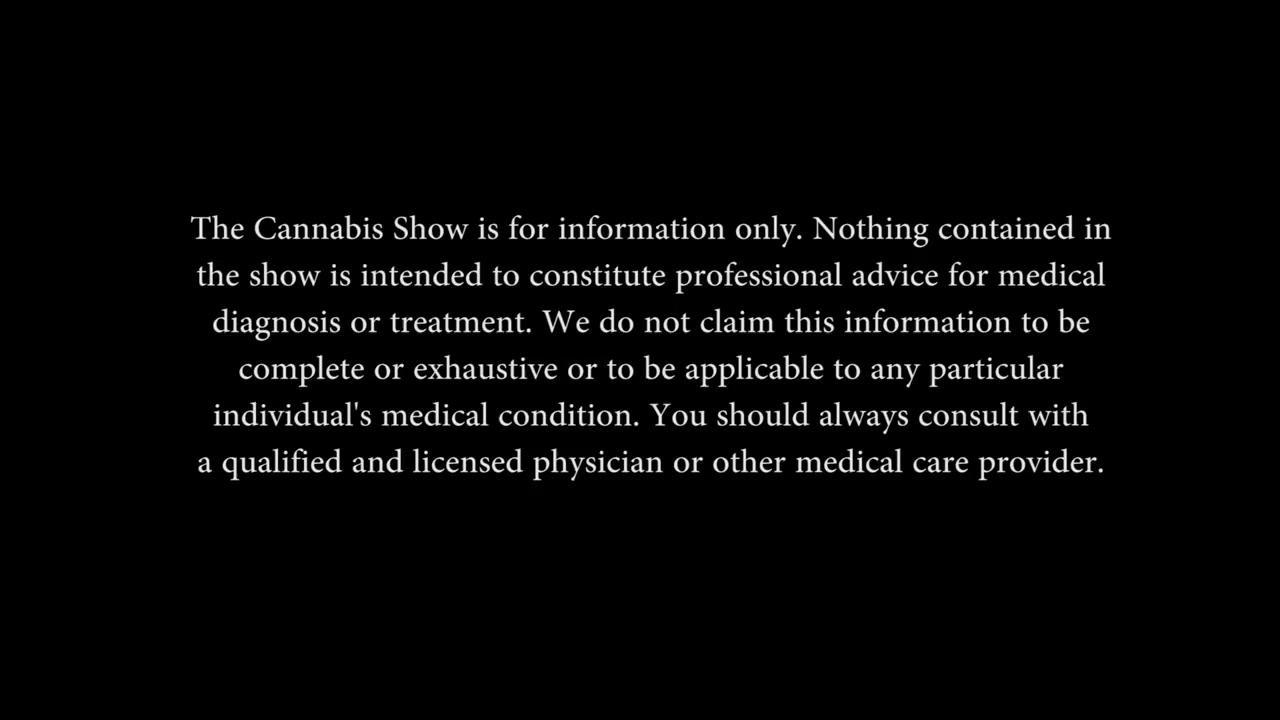 The Cannabis Show is for information only. Nothing contained in
the show is intended to constitute professional advice for medical
diagnosis or treatment. We do not claim this information to be
complete or exhaustive or to be applicable to any particular
individual's medical condition. You should always consult with
a qualified and licensed physician or other medical care provider.